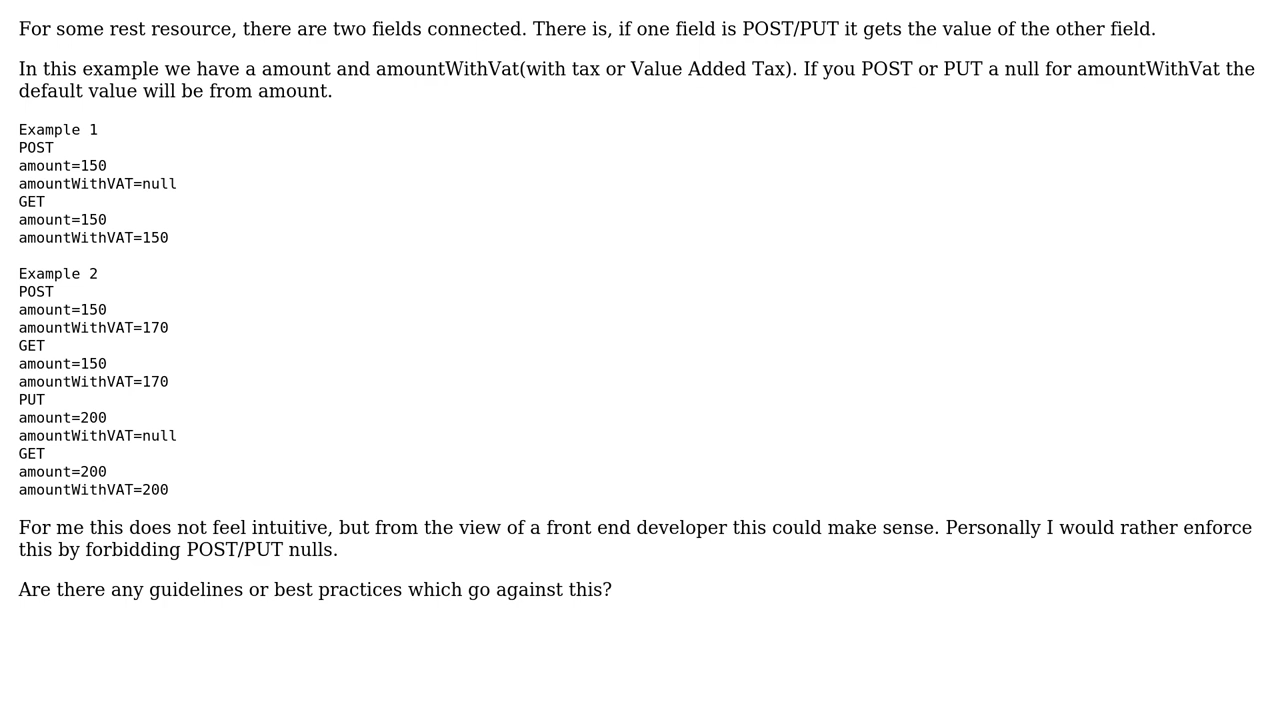 For some rest resource, there are two fields connected. There is, if one field is POST/PUT it gets the value of the other field.
In this example we have a amount and amountWithVat(with tax or Value Added Tax). If you POST or PUT a null for amountWithVat the
default value will be from amount.
Example 1
POST
amount=150
amountWithVAT=null
GET
amount=150
amountWithVAT=150
Example 2
POST
amount=150
amountWithVAT=170
GET
amount=150
amountWithVAT=170
PUT
amount=200
amountWithVAT=null
GET
amount=200
amountWithVAT=200
For me this does not feel intuitive, but from the view of a front end developer this could make sense. Personally I would rather enforce
this by forbidding POST/PUT nulls.
Are there any guidelines or best practices which go against this?